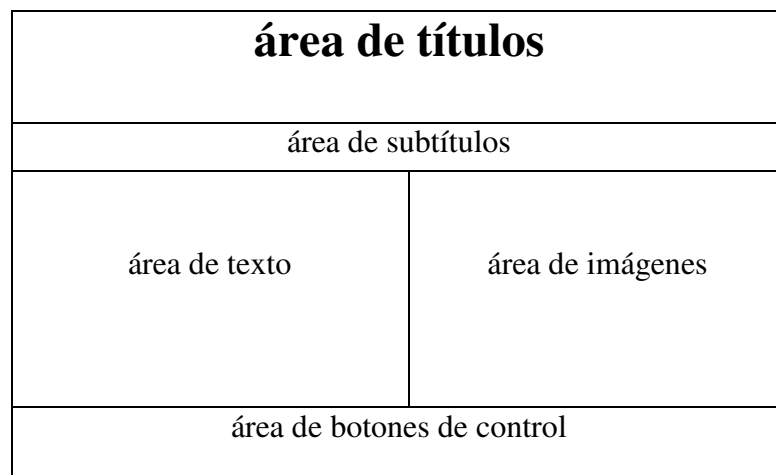 área de títulos
área de subtítulos
área de texto
área de imágenes
área de botones de control